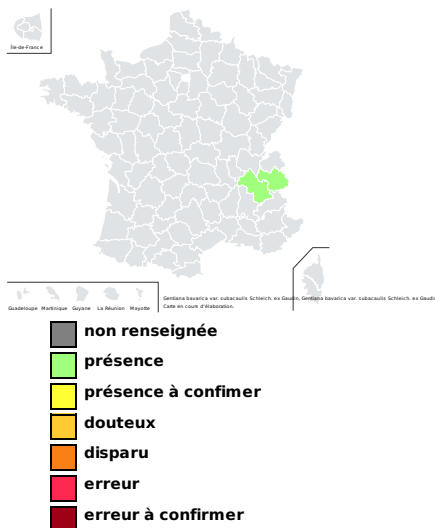 Île-de-France
Guadeloupe Martinique Guyane La Réunion Mayotte
Gentiana bavarica var. subacaulis Schleich. ex Gaudin, Gentiana bavarica var. subacaulis Schleich. ex Gaudi
Carte en cours d'élaboration.
non renseignée
présence
présence à confimer
douteux
disparu
erreur
erreur à confirmer